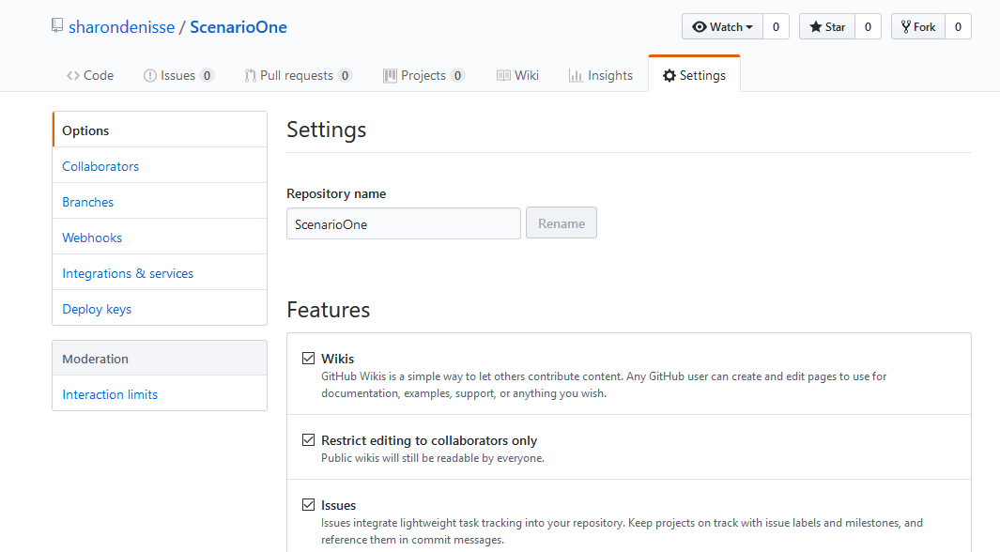 sharondenisse / ScenarioOne
Watch 0 Star 0 Fork 0
Code Issues 0 Pull requests 0 Projects 0 Wiki Insights Settings
Options
Collaborators
Branches
Webhooks
Integrations & services
Deploy keys
Moderation
Interaction limits
Settings
Repository name
ScenarioOne Rename
Features
Wikis
GitHub Wikis is a simple way to let others contribute content. Any GitHub user can create and edit pages to use for
documentation, examples, support, or anything you wish.
Restrict editing to collaborators only
Public wikis will still be readable by everyone.
Issues
Issues integrate lightweight task tracking into your repository. Keep projects on track with issue labels and milestones, and
reference them in commit messages.